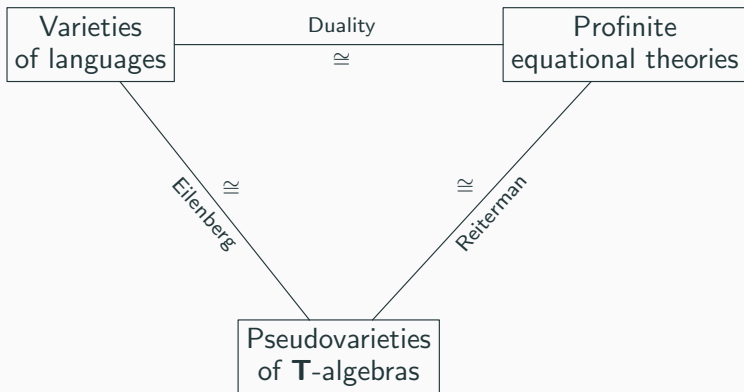 Varieties
of languages
Duality
≅
Profinite
equational theories
Eilenberg
≅
≅
Reiterman
Pseudovarieties
of T-algebras